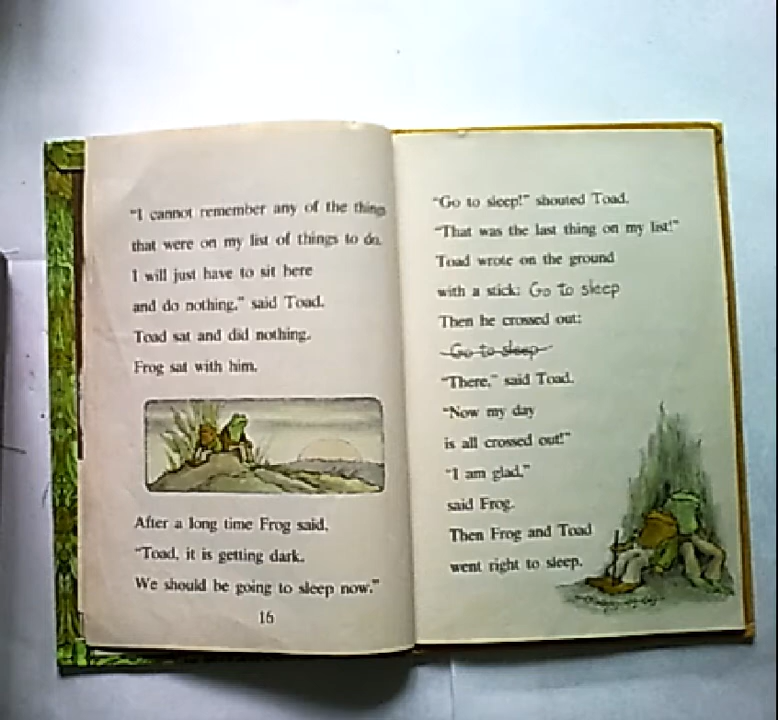 "I cannot remember any of the things
that were on my list of things to do.
I will just have to sit here
and do nothing," said Toad.
Toad sat and did nothing.
Frog sat with him.
After a long time Frog said,
"Toad, it is getting dark.
We should be going to sleep now."
16
"Go to sleep!" shouted Toad.
"That was the last thing on my list!"
Toad wrote on the ground
with a stick: Go to sleep
Then he crossed out:
Go to sleep
"There," said Toad.
"Now my day
is all crossed out!"
"I am glad,"
said Frog.
Then Frog and Toad
went right to sleep.